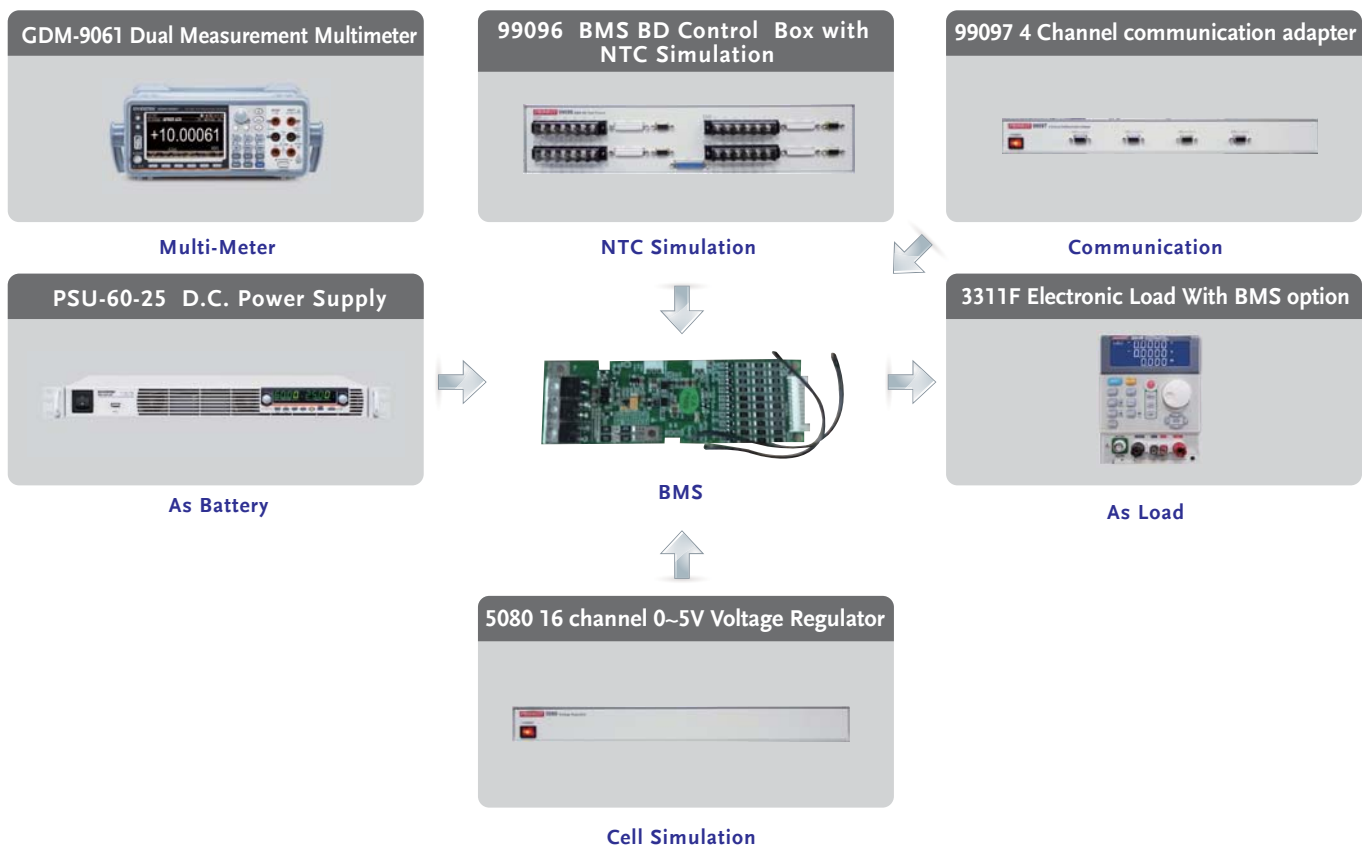 GDM-9061 Dual Measurement Multimeter
+10.00061
Multi-Meter
99096 BMS BD Control Box with
NTC Simulation
NTC Simulation
99097 4 Channel communication adapter
Communication
PSU-60-25 D.C. Power Supply
As Battery
BMS
3311F Electronic Load With BMS option
As Load
5080 16 channel 0~5V Voltage Regulator
Cell Simulation